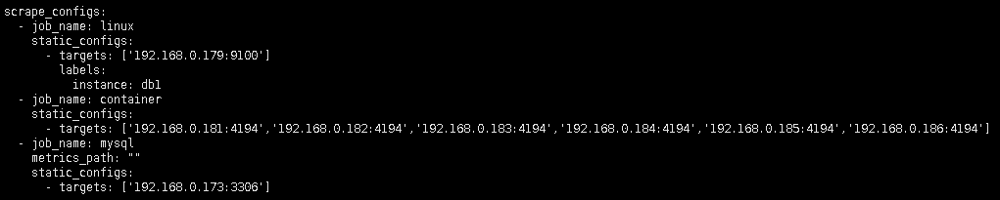 scrape_configs:
  - job_name: linux
    static_configs:
      - targets: ['192.168.0.179:9100']
        labels:
          instance: db1
  - job_name: container
    static_configs:
      - targets: ['192.168.0.181:4194','192.168.0.182:4194','192.168.0.183:4194','192.168.0.184:4194','192.168.0.185:4194','192.168.0.186:4194']
  - job_name: mysql
    metrics_path: ""
    static_configs:
      - targets: ['192.168.0.173:3306']